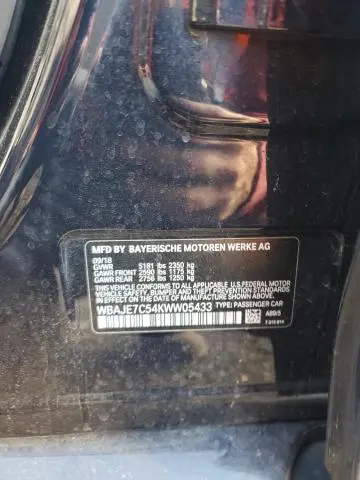 MFD BY BAYERISCHE MOTOREN WERKE AG
09/18
GVWR 5181 lbs 2350 kg
GAWR FRONT 2590 lbs 1175 kg
GAWR REAR 2756 lbs 1250 kg
THIS VEHICLE CONFORMS TO ALL APPLICABLE
U.S.FEDERAL MOTOR VEHICLE SAFETY,
BUMPER,AND THEFT PREVENTION STANDARDS
IN EFFECT ON THE DATE OF MANUFACTURE
SHOWN ABOVE.
WBAJE7C54KWW05433 TYPE: PASSENGER CAR
A89/5